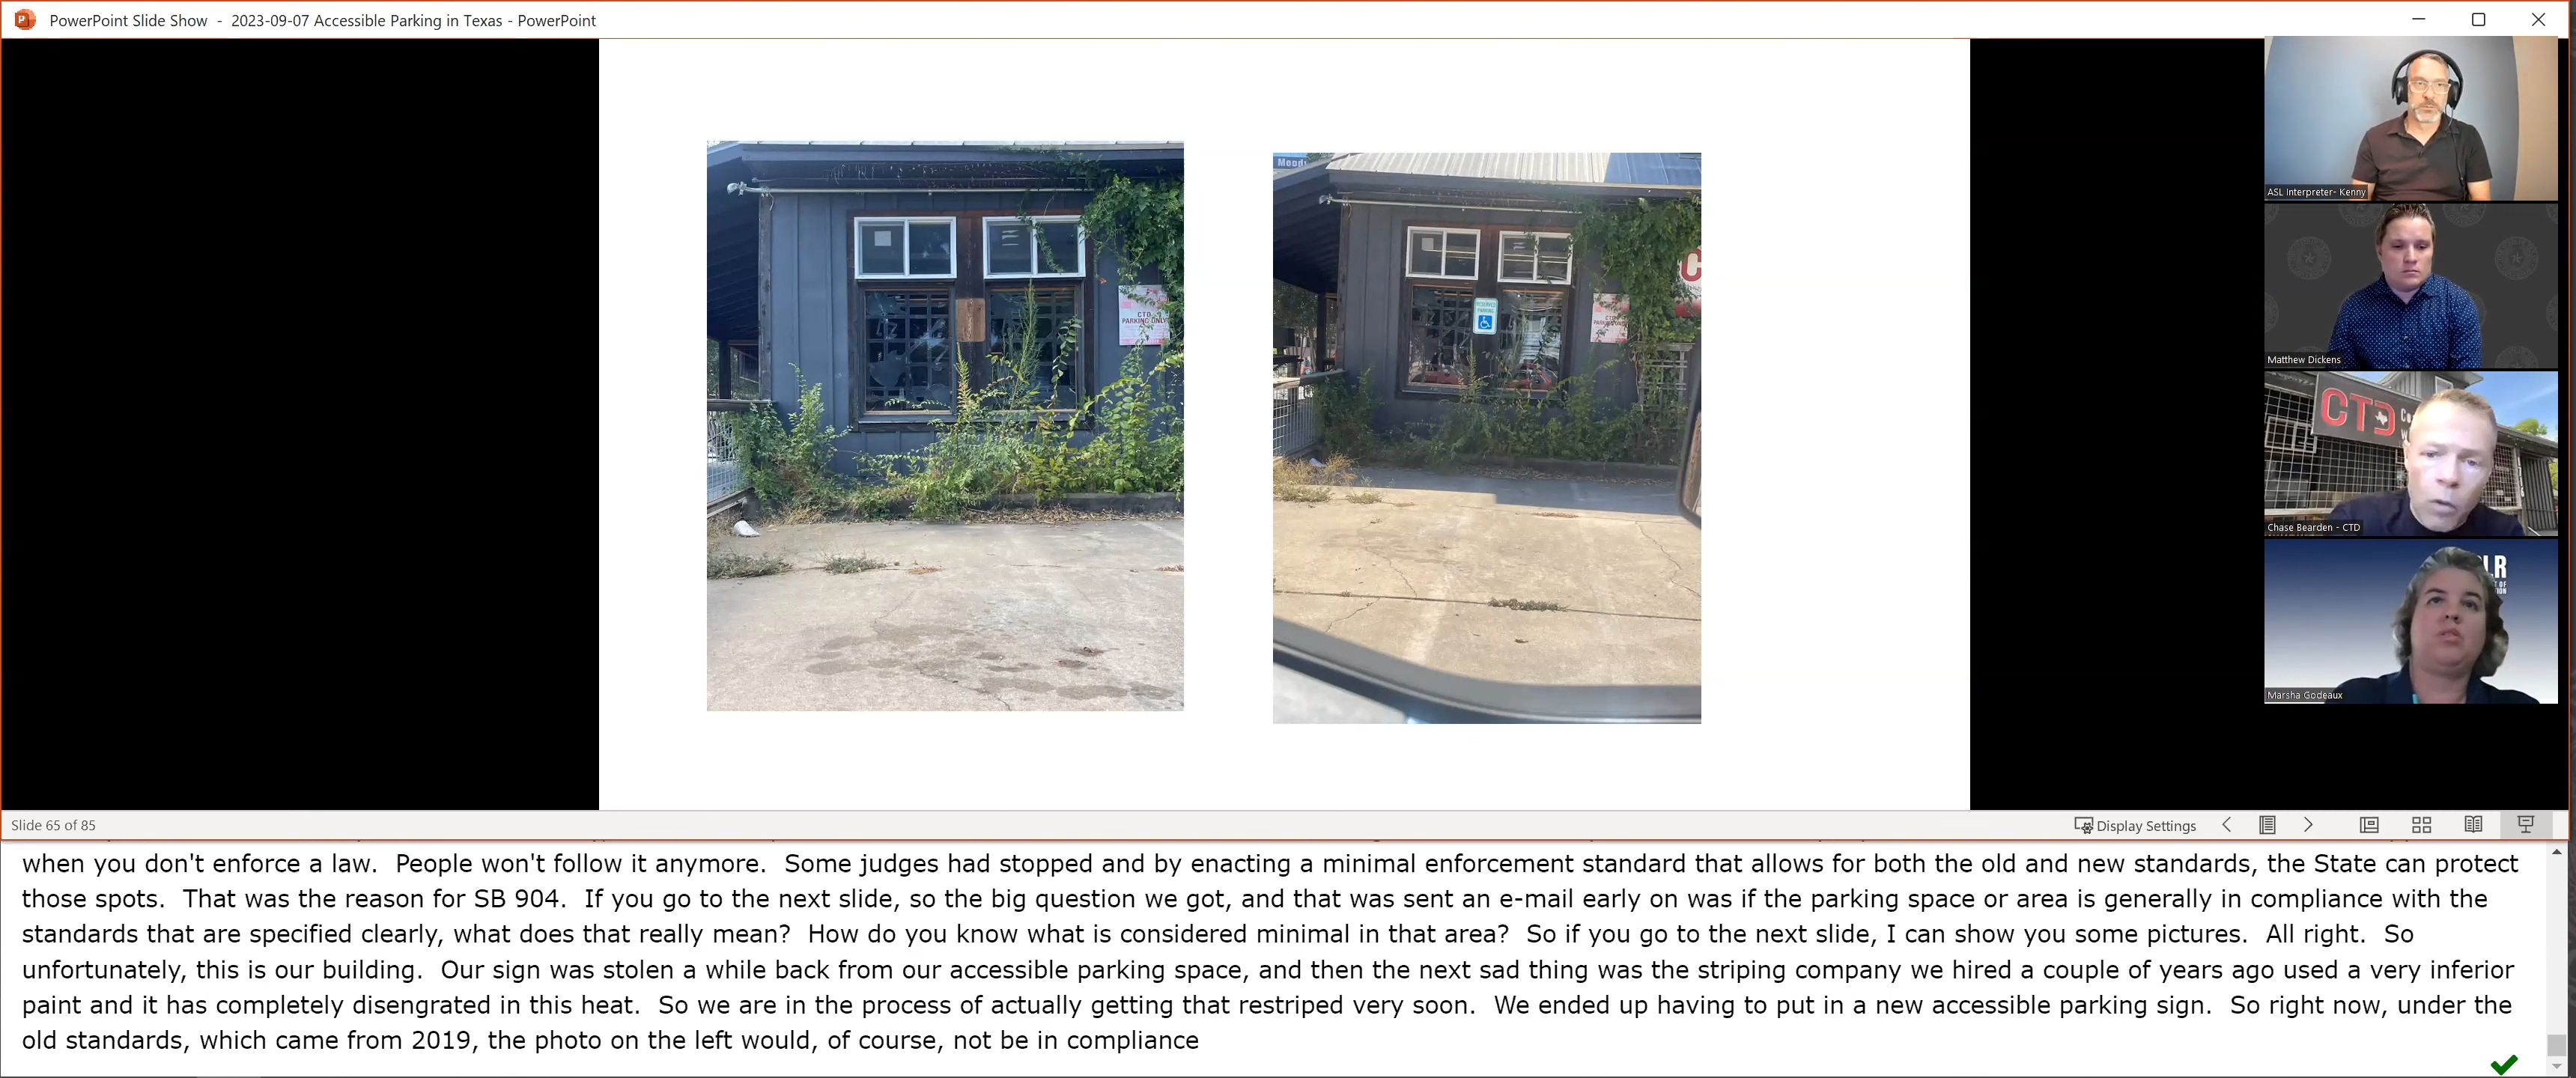 PowerPoint Slide Show - 2023-09-07 Accessible Parking in Texas - PowerPoint
CTD
PARKING ONLY
Moody
RESERVED
PARKING
C
PARKING ONLY
ASL Interpreter- Kenny
Matthew Dickens
CTD Co
Chase Bearden - CTD
LR
T OF
TION
Marsha Godeaux
Slide 65 of 85
Display Settings
when you don't enforce a law. People won't follow it anymore. Some judges had stopped and by enacting a minimal enforcement standard that allows for both the old and new standards, the State can protect
those spots. That was the reason for SB 904. If you go to the next slide, so the big question we got, and that was sent an e-mail early on was if the parking space or area is generally in compliance with the
standards that are specified clearly, what does that really mean? How do you know what is considered minimal in that area? So if you go to the next slide, I can show you some pictures. All right. So
unfortunately, this is our building. Our sign was stolen a while back from our accessible parking space, and then the next sad thing was the striping company we hired a couple of years ago used a very inferior
paint and it has completely disengrated in this heat. So we are in the process of actually getting that restriped very soon. We ended up having to put in a new accessible parking sign. So right now, under the
old standards, which came from 2019, the photo on the left would, of course, not be in compliance